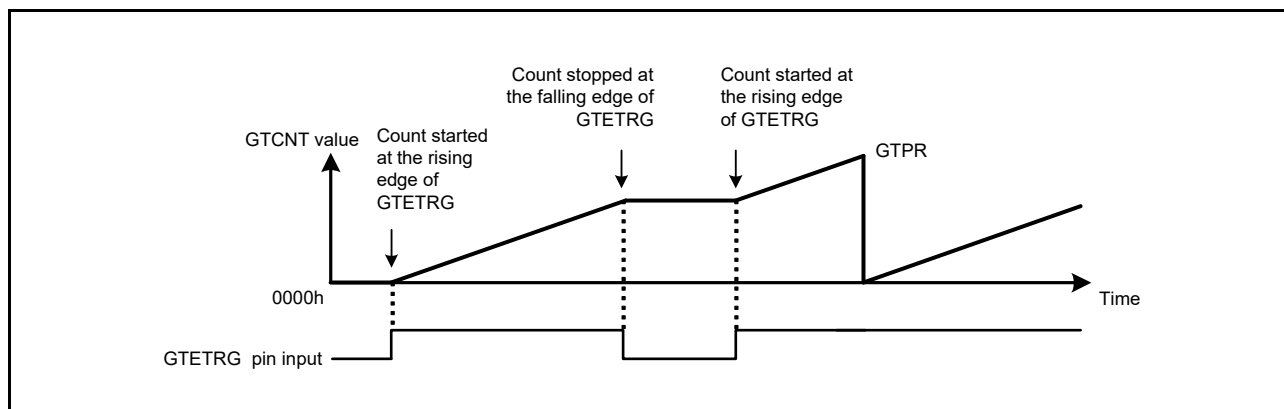 Count stopped at
the falling edge of
GTETRG
Count started at
the rising edge
of GTETRG
GTCNT value
Count started
at the rising
edge of
GTETRG
GTPR
0000h
Time
GTETRG pin input